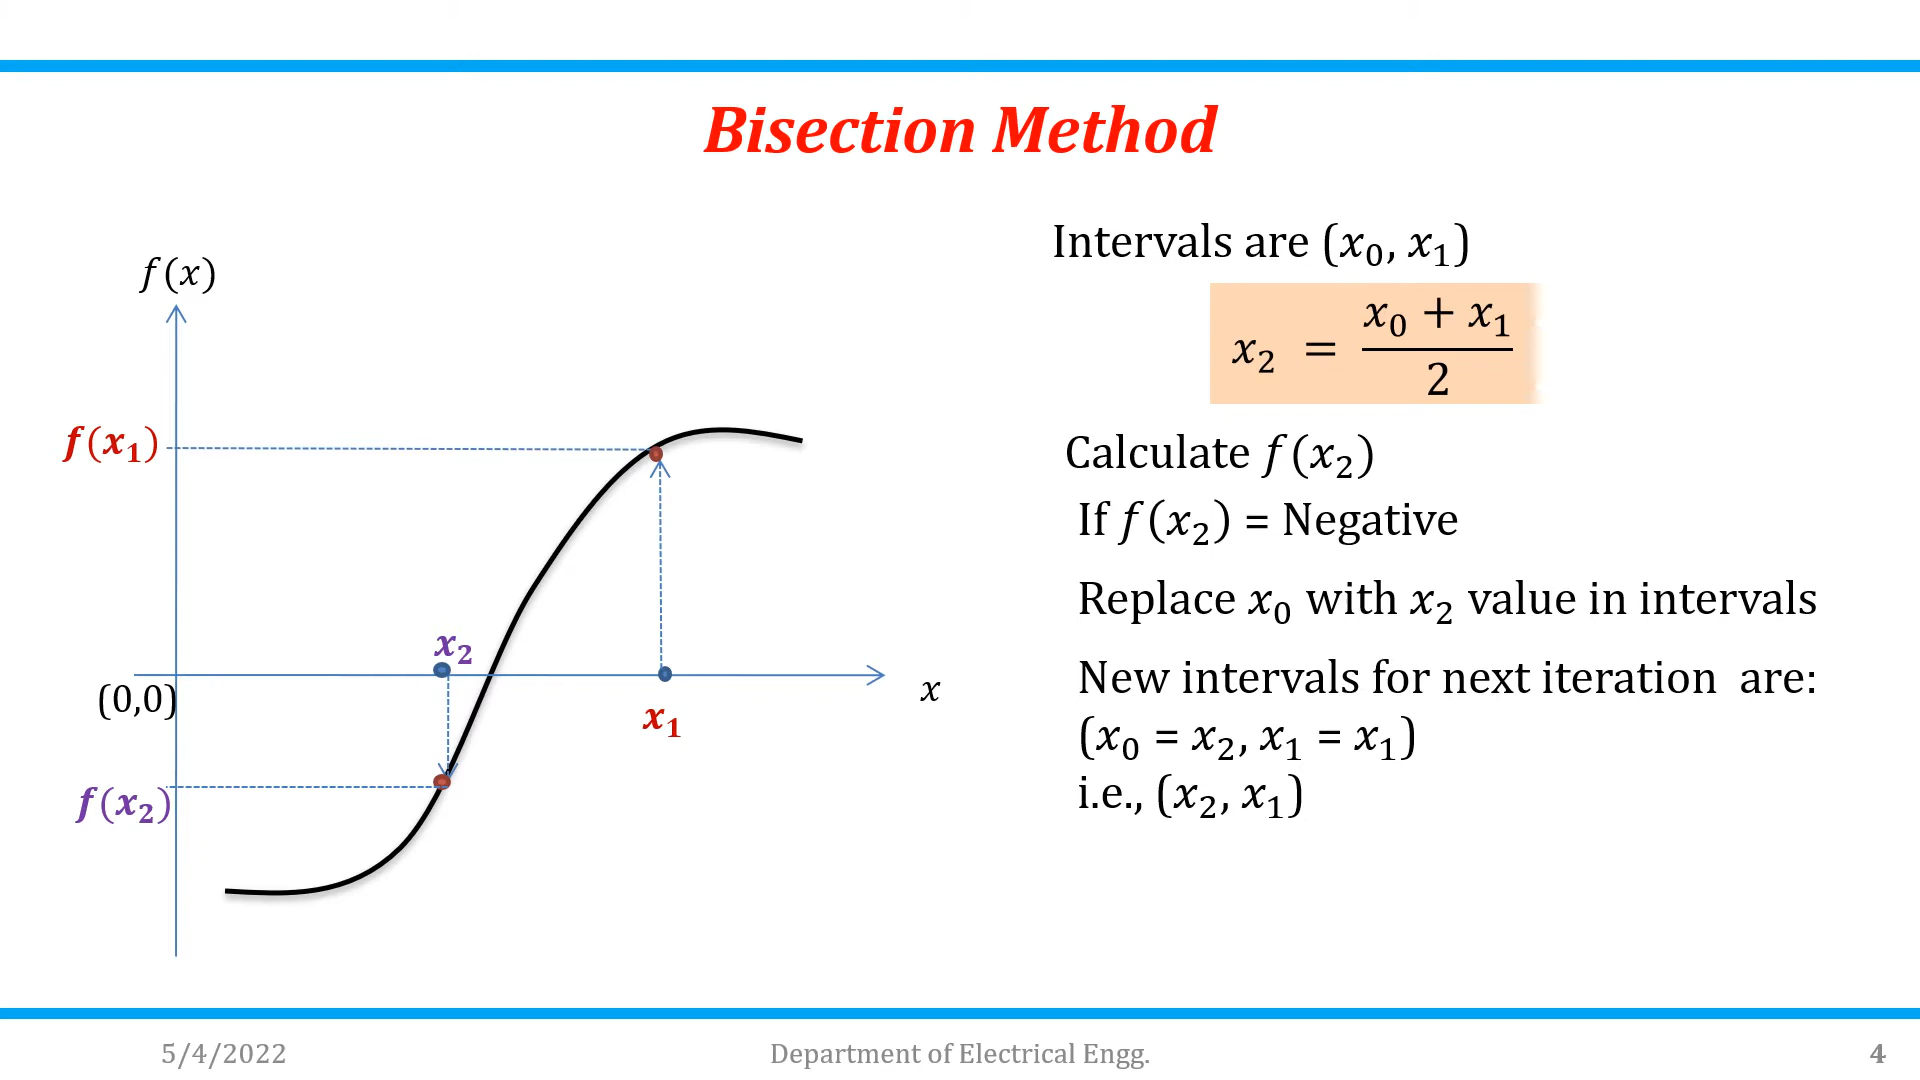 Bisection Method
f(x)
f(x₁)
x₂
(0,0)
x₁
x
f(x₂)
Intervals are (x₀, x₁)
x₂ = (x₀ + x₁)/2
Calculate f(x₂)
If f(x₂) = Negative
Replace x₀ with x₂ value in intervals
New intervals for next iteration are:
(x₀ = x₂, x₁ = x₁)
i.e., (x₂, x₁)
5/4/2022
Department of Electrical Engg.
4